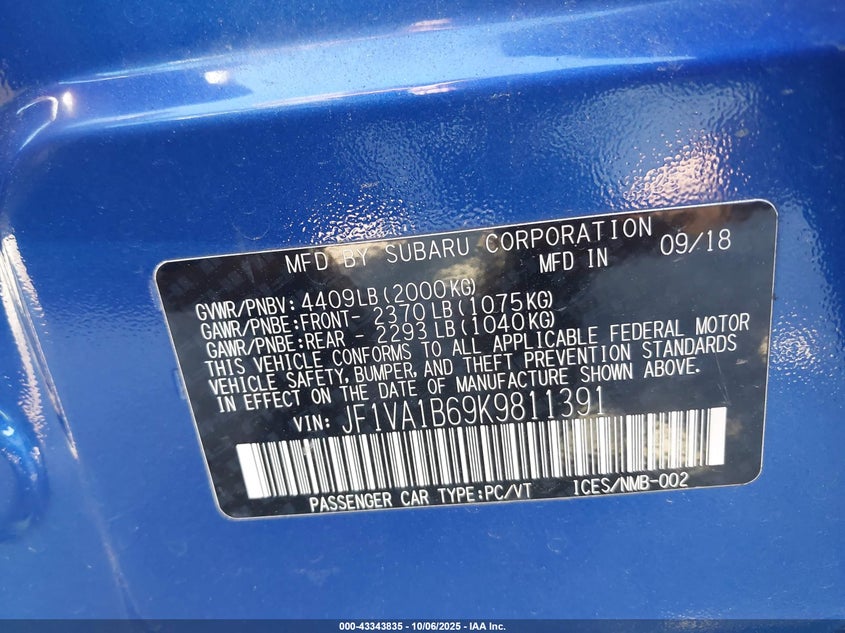 MFD BY SUBARU CORPORATION
MFD IN 09/18
GVWR/PNBV: 4409LB(2000KG)
GAWR/PNBE:FRONT- 2370LB(1075KG)
GAWR/PNBE:REAR - 2293LB(1040KG)
THIS VEHICLE CONFORMS TO ALL APPLICABLE FEDERAL MOTOR
VEHICLE SAFETY, BUMPER, AND THEFT PREVENTION STANDARDS
IN EFFECT ON THE DATE OF MANUFACTURE SHOWN ABOVE.
VIN: JF1VA1B69K9811391
PASSENGER CAR TYPE:PC/VT ICES/NMB-002
000-43343835 - 10/06/2025 - IAA Inc.